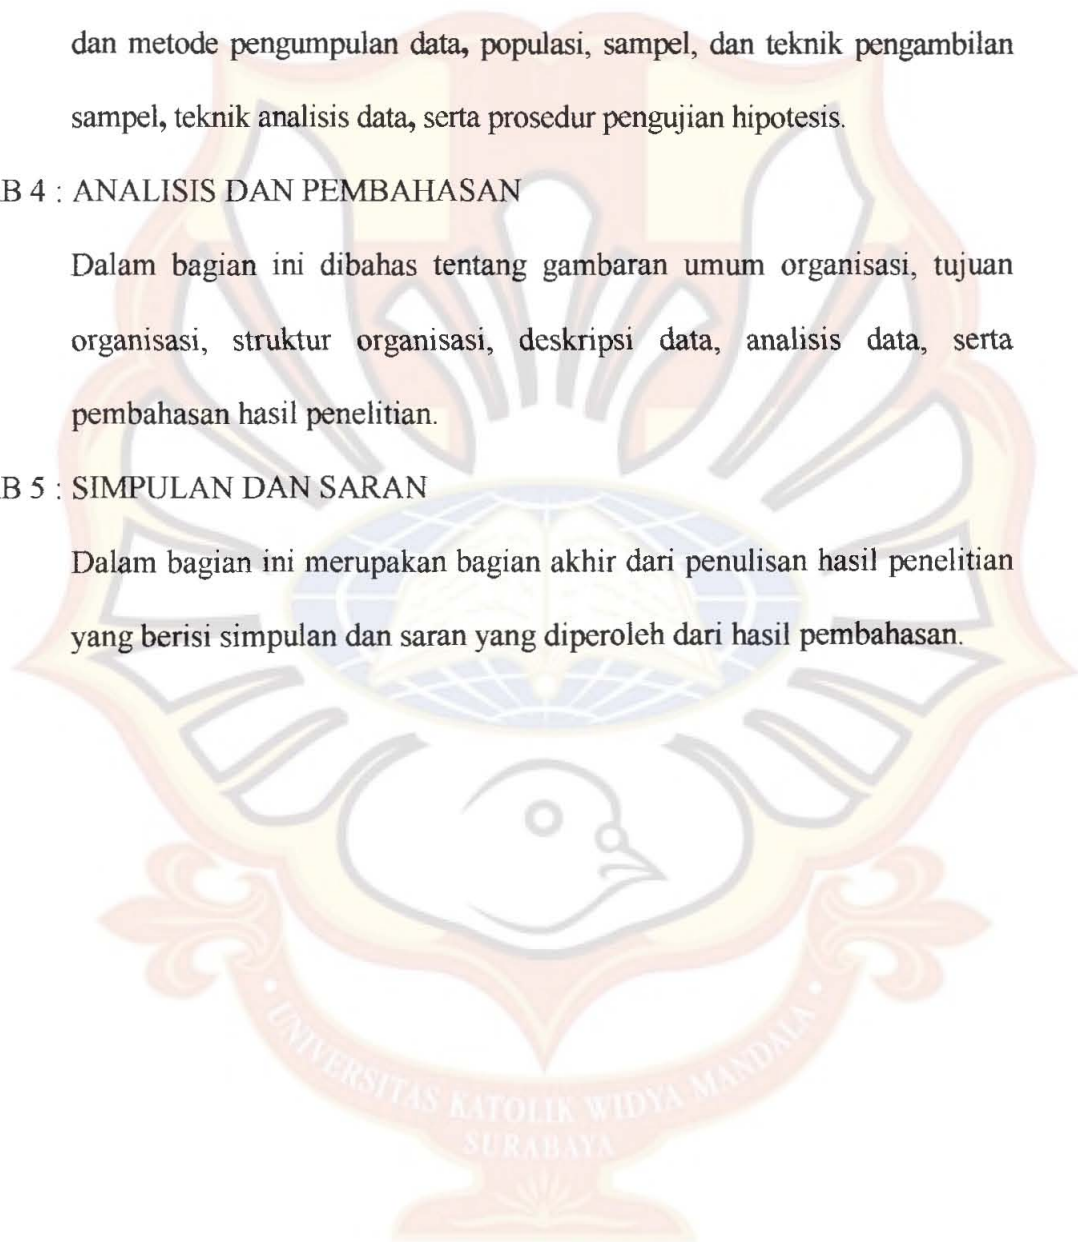 dan metode pengumpulan data, populasi, sampel, dan teknik pengambilan
sampel, teknik analisis data, serta prosedur pengujian hipotesis.
B 4 : ANALISIS DAN PEMBAHASAN
Dalam bagian ini dibahas tentang gambaran umum organisasi, tujuan
organisasi, struktur organisasi, deskripsi data, analisis data, serta
pembahasan hasil penelitian.
B 5 : SIMPULAN DAN SARAN
Dalam bagian ini merupakan bagian akhir dari penulisan hasil penelitian
yang berisi simpulan dan saran yang diperoleh dari hasil pembahasan.
UNIVERSITAS KATOLIK WIDYA MANDALA
SURABAYA